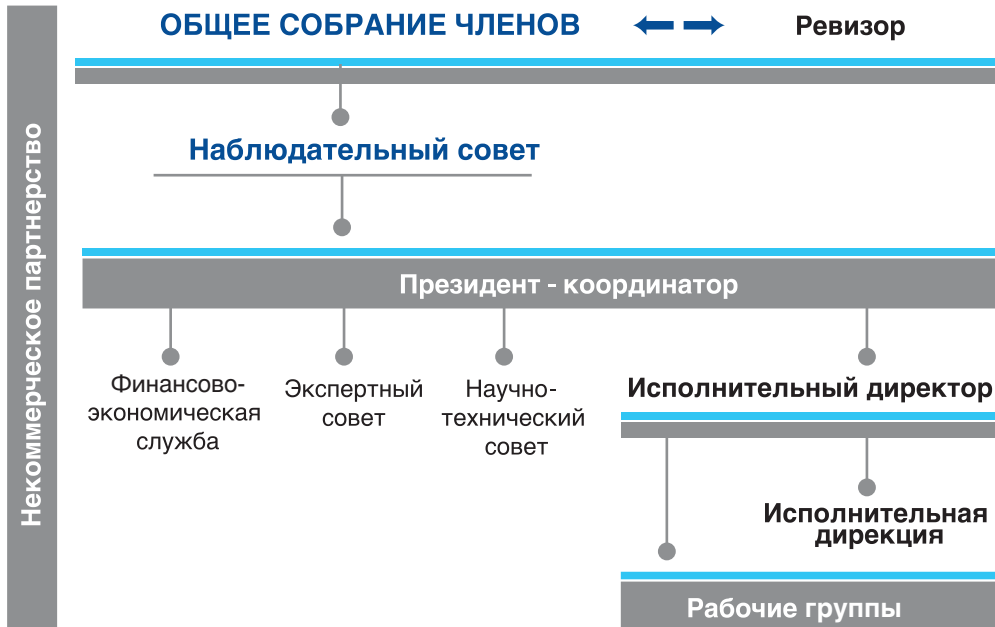 Некоммерческое партнерство
ОБЩЕЕ СОБРАНИЕ ЧЛЕНОВ
Ревизор
Наблюдательный совет
Президент - координатор
Финансово-
экономическая
служба
Экспертный
совет
Научно-
технический
совет
Исполнительный директор
Исполнительная
дирекция
Рабочие группы